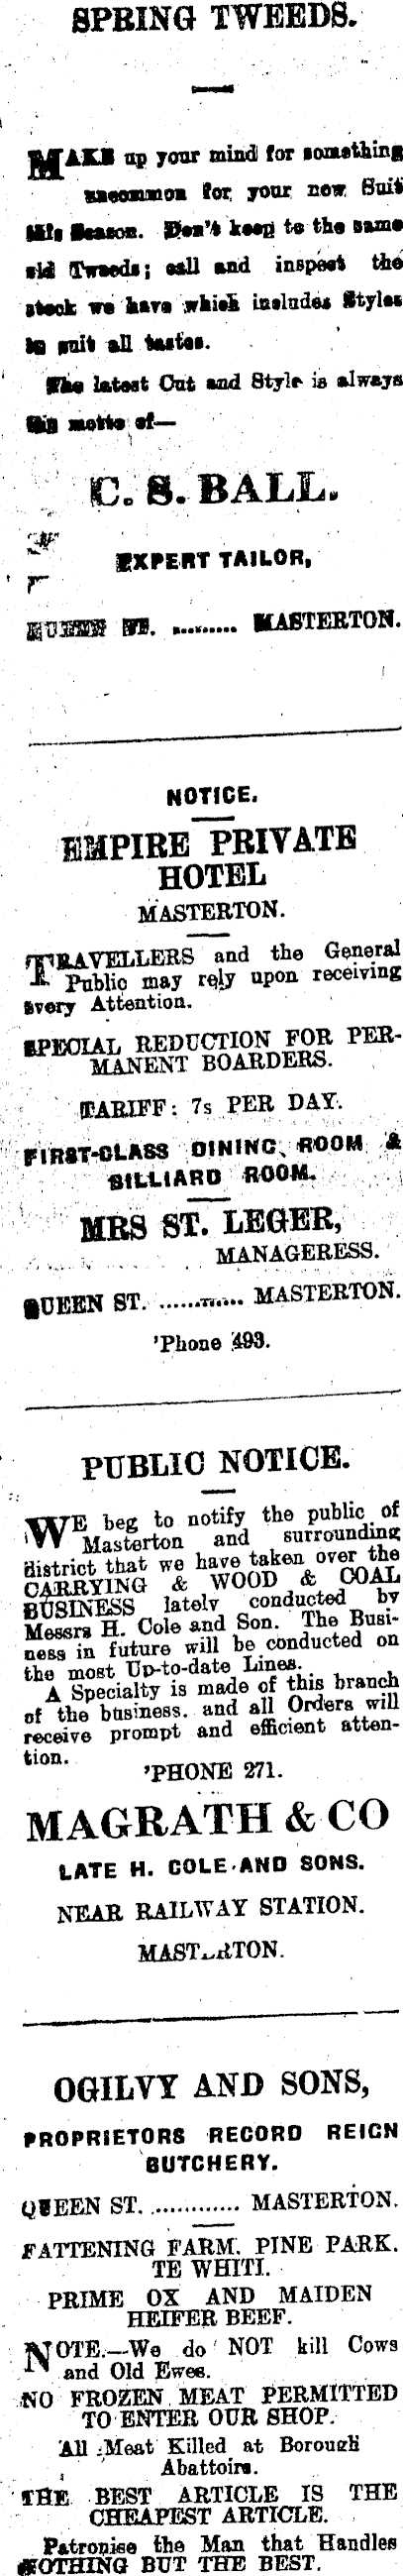 SPRING TWEEDS.
MAKE up your mind for something
uncommon for your new Suit
this Season. Don't keep to the same
old Tweeds; call and inspect the
stock we have which includes Styles
to suit all tastes.
The latest Cut and Style is always
the motto of—
C. S. BALL,
EXPERT TAILOR,
QUEEN ST. ......... MASTERTON.
NOTICE.
EMPIRE PRIVATE
HOTEL
MASTERTON.
TRAVELLERS and the General
Public may rely upon receiving
every Attention.
SPECIAL REDUCTION FOR PER-
MANENT BOARDERS.
TARIFF: 7s PER DAY.
FIRST-CLASS DINING ROOM &
BILLIARD ROOM.
MRS ST. LEGER,
MANAGERESS.
QUEEN ST. ............ MASTERTON.
'Phone 493.
PUBLIC NOTICE.
WE beg to notify the public of
Masterton and surrounding
district that we have taken over the
CARRYING & WOOD & COAL
BUSINESS lately conducted by
Messrs H. Cole and Son. The Busi-
ness in future will be conducted on
the most Up-to-date Lines.
A Specialty is made of this branch
of the business. and all Orders will
receive prompt and efficient atten-
tion.
'PHONE 271.
MAGRATH & CO
LATE H. COLE AND SONS.
NEAR RAILWAY STATION.
MASTERTON.
OGILVY AND SONS,
PROPRIETORS RECORD REIGN
BUTCHERY.
QUEEN ST. ............ MASTERTON.
FATTENING FARM. PINE PARK.
TE WHITI.
PRIME OX AND MAIDEN
HEIFER BEEF.
NOTE.—We do NOT kill Cows
and Old Ewes.
NO FROZEN MEAT PERMITTED
TO ENTER OUR SHOP.
All Meat Killed at Borough
Abattoirs.
THE BEST ARTICLE IS THE
CHEAPEST ARTICLE.
Patronise the Man that Handles
NOTHING BUT THE BEST.